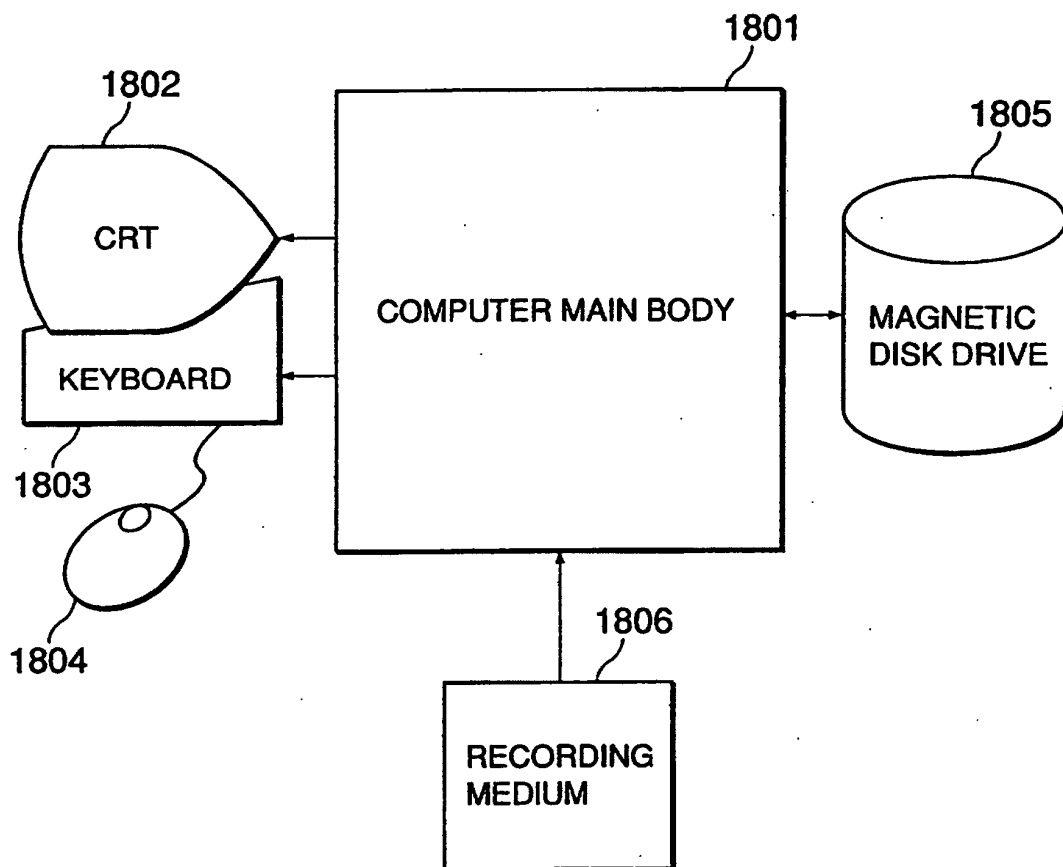 1801
1802
1805
CRT
COMPUTER MAIN BODY
MAGNETIC
DISK DRIVE
KEYBOARD
1803
1804
1806
RECORDING
MEDIUM